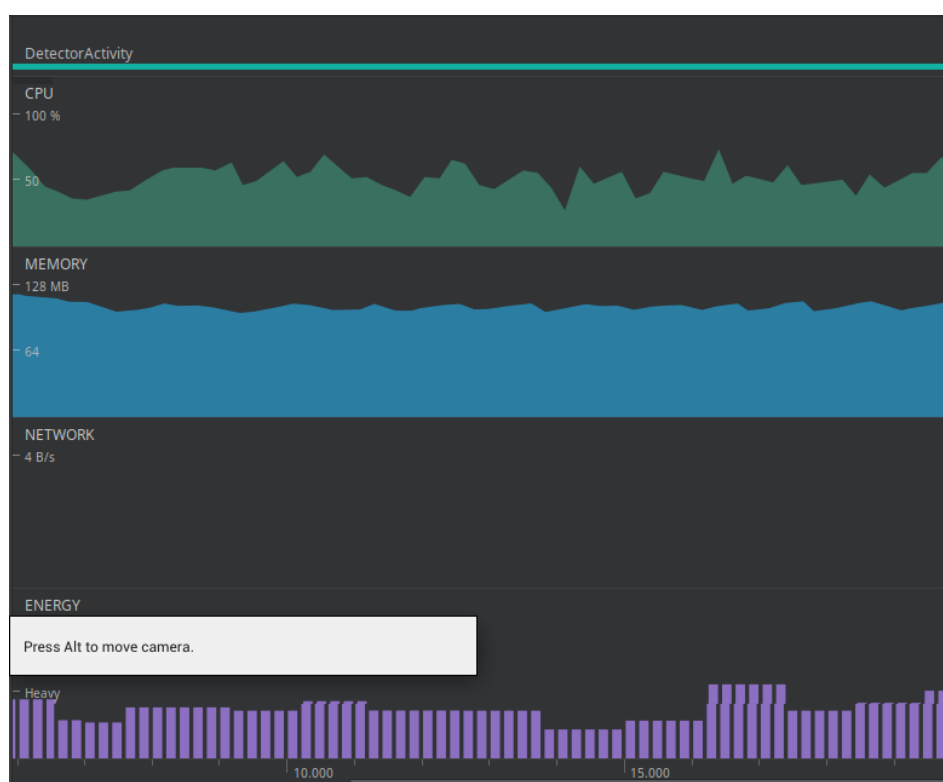 DetectorActivity
CPU
100 %
50
MEMORY
128 MB
64
NETWORK
4 B/s
ENERGY
Press Alt to move camera.
Heavy
10.000
15.000